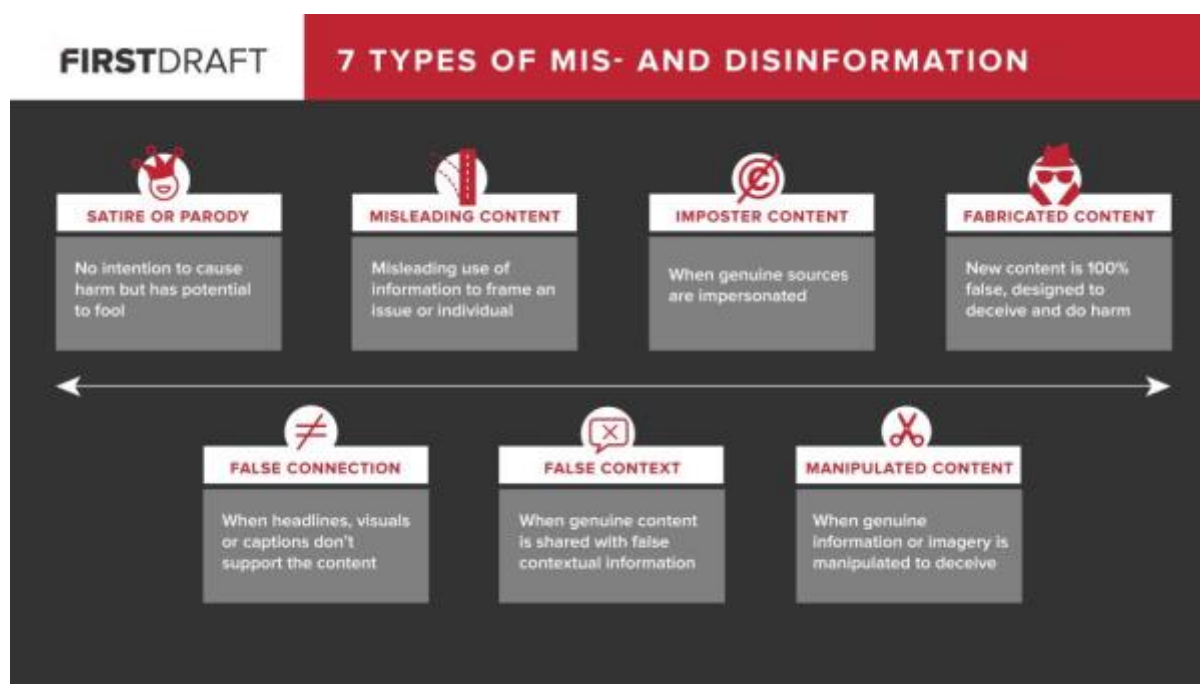 FIRSTDRAFT
7 TYPES OF MIS- AND DISINFORMATION
SATIRE OR PARODY
No intention to cause
harm but has potential
to fool
MISLEADING CONTENT
Misleading use of
information to frame an
issue or individual
IMPOSTER CONTENT
When genuine sources
are impersonated
FABRICATED CONTENT
New content is 100%
false, designed to
deceive and do harm
FALSE CONNECTION
When headlines, visuals
or captions don't
support the content
FALSE CONTEXT
When genuine content
is shared with false
contextual information
MANIPULATED CONTENT
When genuine
information or imagery is
manipulated to deceive